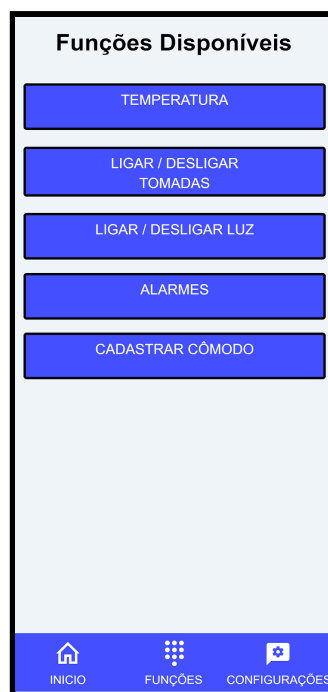 Funções Disponíveis
TEMPERATURA
LIGAR / DESLIGAR
TOMADAS
LIGAR / DESLIGAR LUZ
ALARMES
CADASTRAR CÔMODO
INICIO
FUNÇÕES
CONFIGURAÇÕES